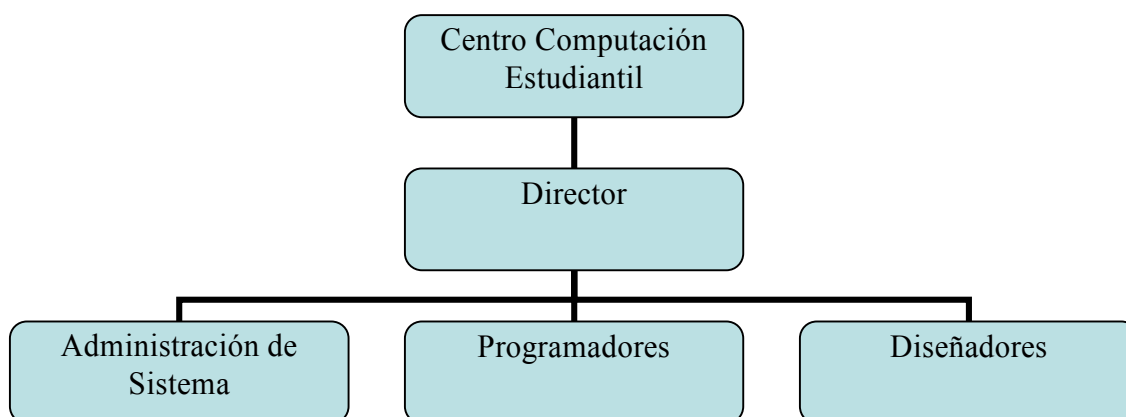 Centro Computación
Estudiantil
Director
Administración de
Sistema
Programadores
Diseñadores